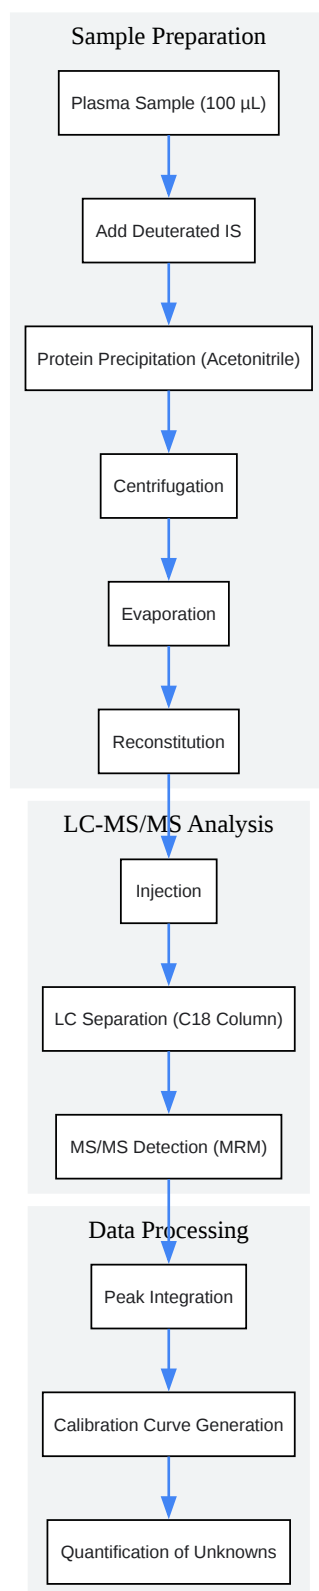 Sample Preparation
Plasma Sample (100 µL)
Add Deuterated IS
Protein Precipitation (Acetonitrile)
Centrifugation
Evaporation
Reconstitution
LC-MS/MS Analysis
Injection
LC Separation (C18 Column)
MS/MS Detection (MRM)
Data Processing
Peak Integration
Calibration Curve Generation
Quantification of Unknowns